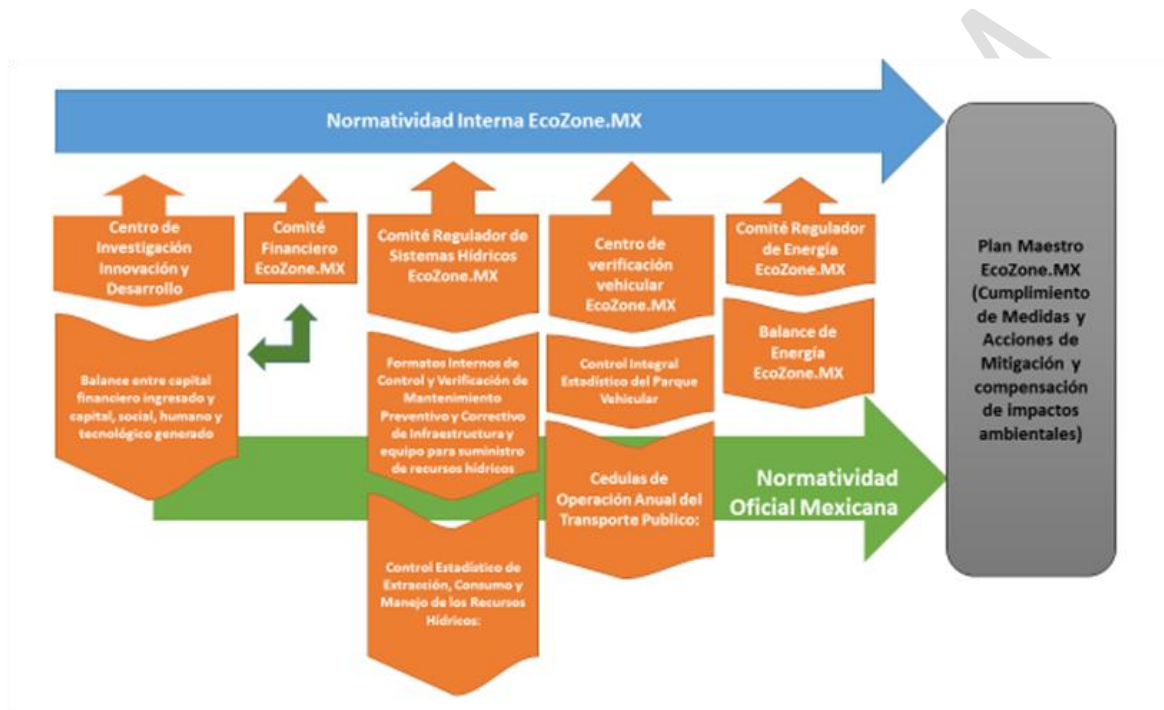 Normatividad Interna EcoZone.MX
Centro de
Investigación
Innovación y
Desarrollo
Balance entre capital
financiero ingresado y
capital, social, humano y
tecnológico generado
Comité
Financiero
EcoZone.MX
Comité Regulador de
Sistemas Hídricos
EcoZone.MX
Formatos Internos de
Control y Verificación de
Mantenimiento
Preventivo y Correctivo
de Infraestructura y
equipo para suministro
de recursos hídricos
Control Estadístico de
Extracción, Consumo y
Manejo de los Recursos
Hídricos:
Centro de
verificación
vehicular
EcoZone.MX
Control Integral
Estadístico del Parque
Vehicular
Cedulas de
Operación Anual del
Transporte Publico:
Comité Regulador
de Energía
EcoZone.MX
Balance de
Energía
EcoZone.MX
Normatividad
Oficial Mexicana
Plan Maestro
EcoZone.MX
(Cumplimiento
de Medidas y
Acciones de
Mitigación y
compensación
de impactos
ambientales)